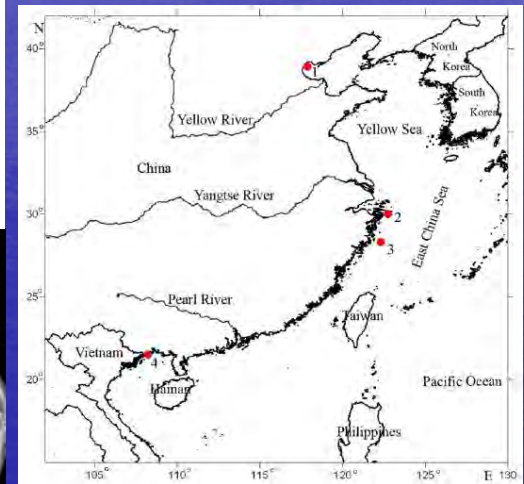 N
40°
North
Korea
1
South
Korea
Yellow River
Yellow Sea
35°
China
Yangtse River
30°
2
East China Sea
3
25°
Pearl River
Taiwan
Vietnam
4
20°
Hainan
Pacific Ocean
Philippines
105°
110°
115°
120°
125°
E
130